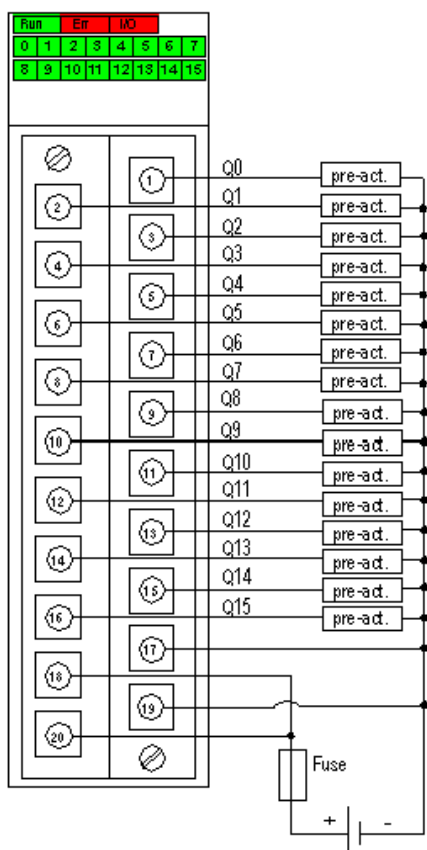 Run Err I/O
0 1 2 3 4 5 6 7
8 9 10 11 12 13 14 15
1 Q0 pre-act.
2 Q1 pre-act.
3 Q2 pre-act.
4 Q3 pre-act.
5 Q4 pre-act.
6 Q5 pre-act.
7 Q6 pre-act.
8 Q7 pre-act.
9 Q8 pre-act.
10 Q9 pre-act.
11 Q10 pre-act.
12 Q11 pre-act.
13 Q12 pre-act.
14 Q13 pre-act.
15 Q14 pre-act.
16 Q15 pre-act.
17
18
19
20
Fuse
+ -